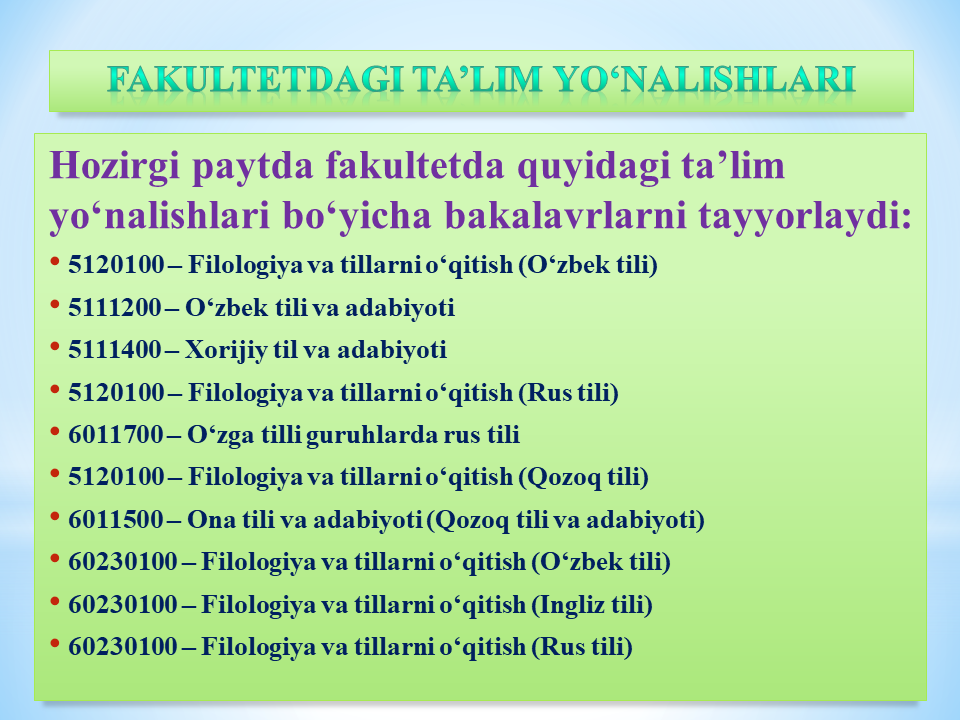 FAKULTETDAGI TA’LIM YO‘NALISHLARI
Hozirgi paytda fakultetda quyidagi ta’lim
yo‘nalishlari bo‘yicha bakalavrlarni tayyorlaydi:
• 5120100 – Filologiya va tillarni o‘qitish (O‘zbek tili)
• 5111200 – O‘zbek tili va adabiyoti
• 5111400 – Xorijiy til va adabiyoti
• 5120100 – Filologiya va tillarni o‘qitish (Rus tili)
• 6011700 – O‘zga tilli guruhlarda rus tili
• 5120100 – Filologiya va tillarni o‘qitish (Qozoq tili)
• 6011500 – Ona tili va adabiyoti (Qozoq tili va adabiyoti)
• 60230100 – Filologiya va tillarni o‘qitish (O‘zbek tili)
• 60230100 – Filologiya va tillarni o‘qitish (Ingliz tili)
• 60230100 – Filologiya va tillarni o‘qitish (Rus tili)